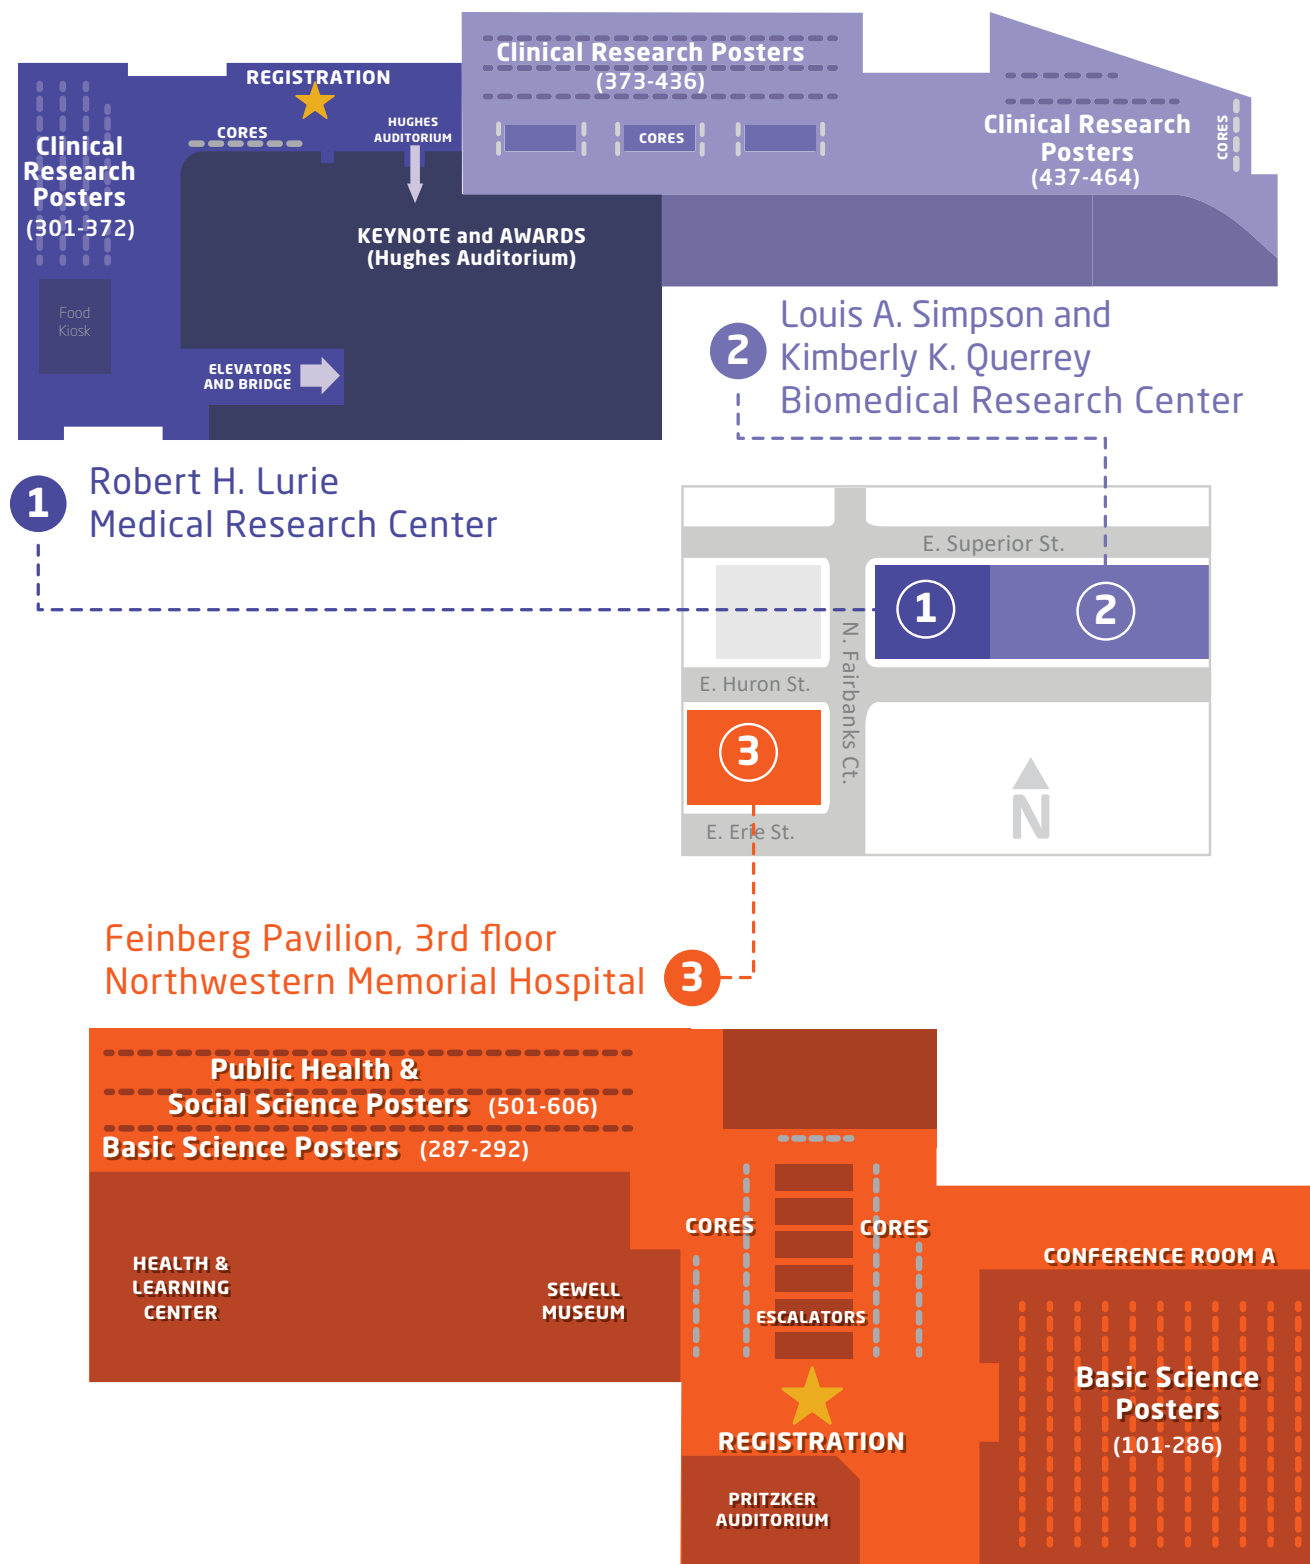 Clinical Research Posters
(373-436)
REGISTRATION
HUGHES
AUDITORIUM
CORES
Clinical
Research
Posters
(301-372)
CORES
Clinical Research
Posters
(437-464)
CORES
KEYNOTE and AWARDS
(Hughes Auditorium)
Food
Kiosk
ELEVATORS
AND BRIDGE
2
Louis A. Simpson and
Kimberly K. Querrey
Biomedical Research Center
1
Robert H. Lurie
Medical Research Center
E. Superior St.
1
2
N. Fairbanks Ct.
E. Huron St.
3
N
E. Erie St.
Feinberg Pavilion, 3rd floor
Northwestern Memorial Hospital
3
Public Health &
Social Science Posters (501-606)
Basic Science Posters (287-292)
CORES
CORES
HEALTH &
LEARNING
CENTER
SEWELL
MUSEUM
ESCALATORS
CONFERENCE ROOM A
Basic Science
Posters
(101-286)
REGISTRATION
PRITZKER
AUDITORIUM